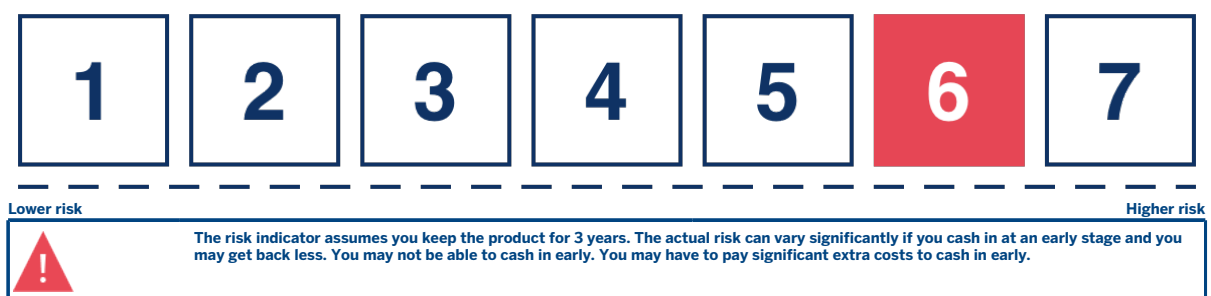 1 2 3 4 5 6 7
Lower risk Higher risk
! The risk indicator assumes you keep the product for 3 years. The actual risk can vary significantly if you cash in at an early stage and you
may get back less. You may not be able to cash in early. You may have to pay significant extra costs to cash in early.